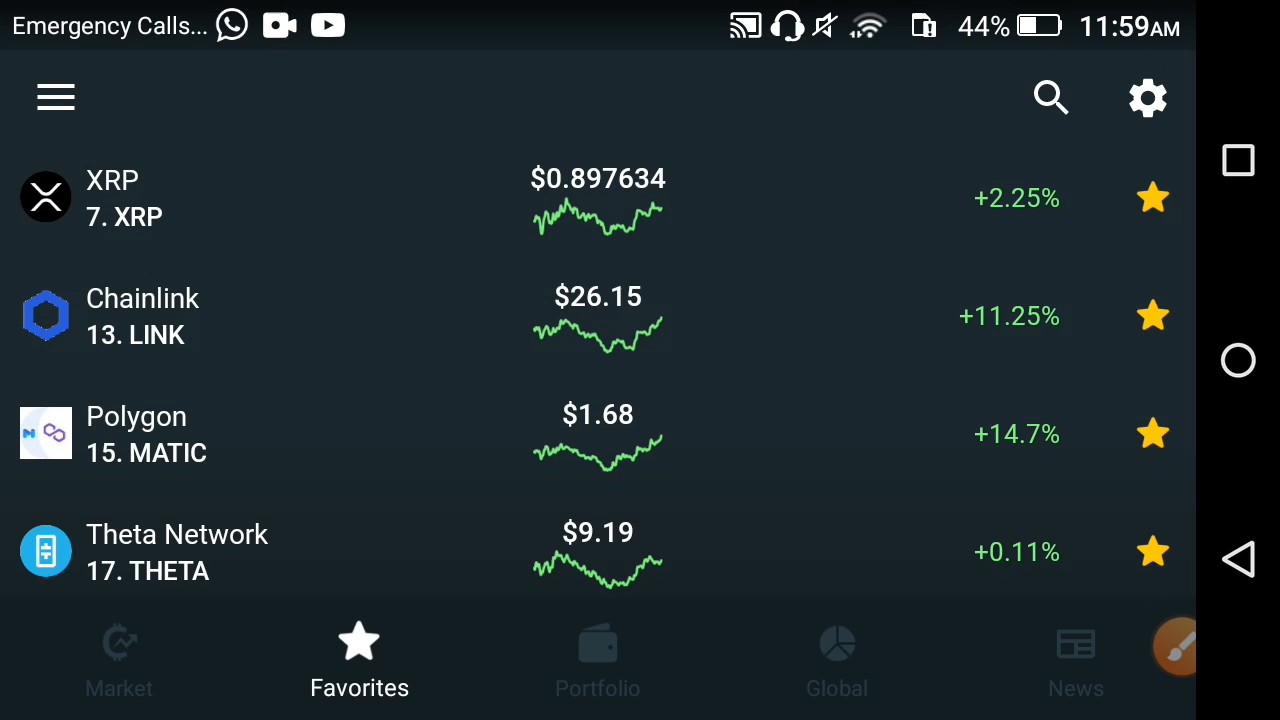 Emergency Calls... 44% 11:59AM
XRP $0.897634 +2.25%
7. XRP
Chainlink $26.15 +11.25%
13. LINK
Polygon $1.68 +14.7%
15. MATIC
Theta Network $9.19 +0.11%
17. THETA
Market Favorites Portfolio Global News